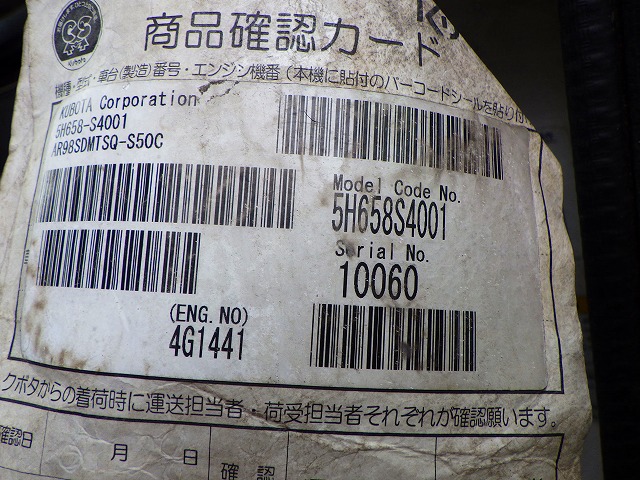 商品確認カード
機種・型式・車台(製造)番号・エンジン機番 (本機に貼付のバーコードシールを貼り付
KUBOTA Corporation
5H658-S4001
AR98SDMTSQ-S50C
Model Code No.
5H658S4001
Serial No.
10060
(ENG.NO)
4G1441
クボタからの着荷時に運送担当者・荷受担当者それぞれが確認願います。
確認日 月 日 確認